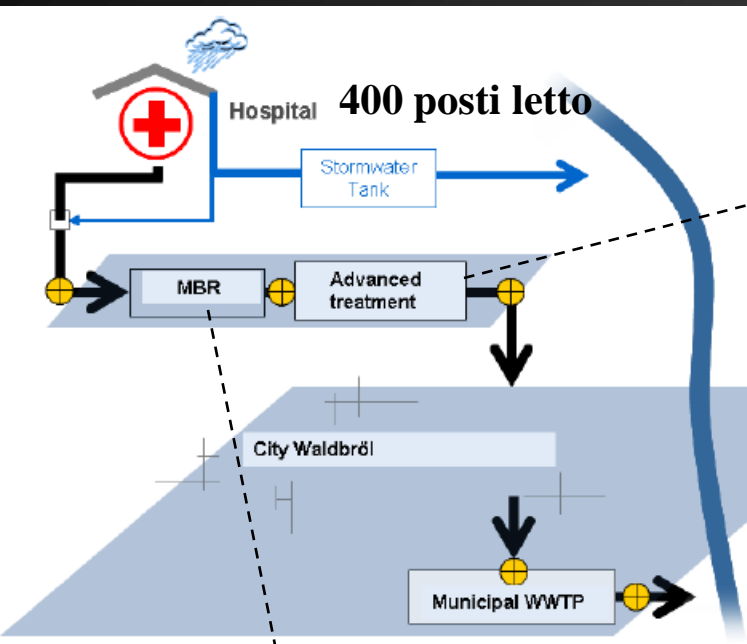 Hospital 400 posti letto
Stormwater
Tank
MBR
Advanced
treatment
City Waldbröl
Municipal WWTP